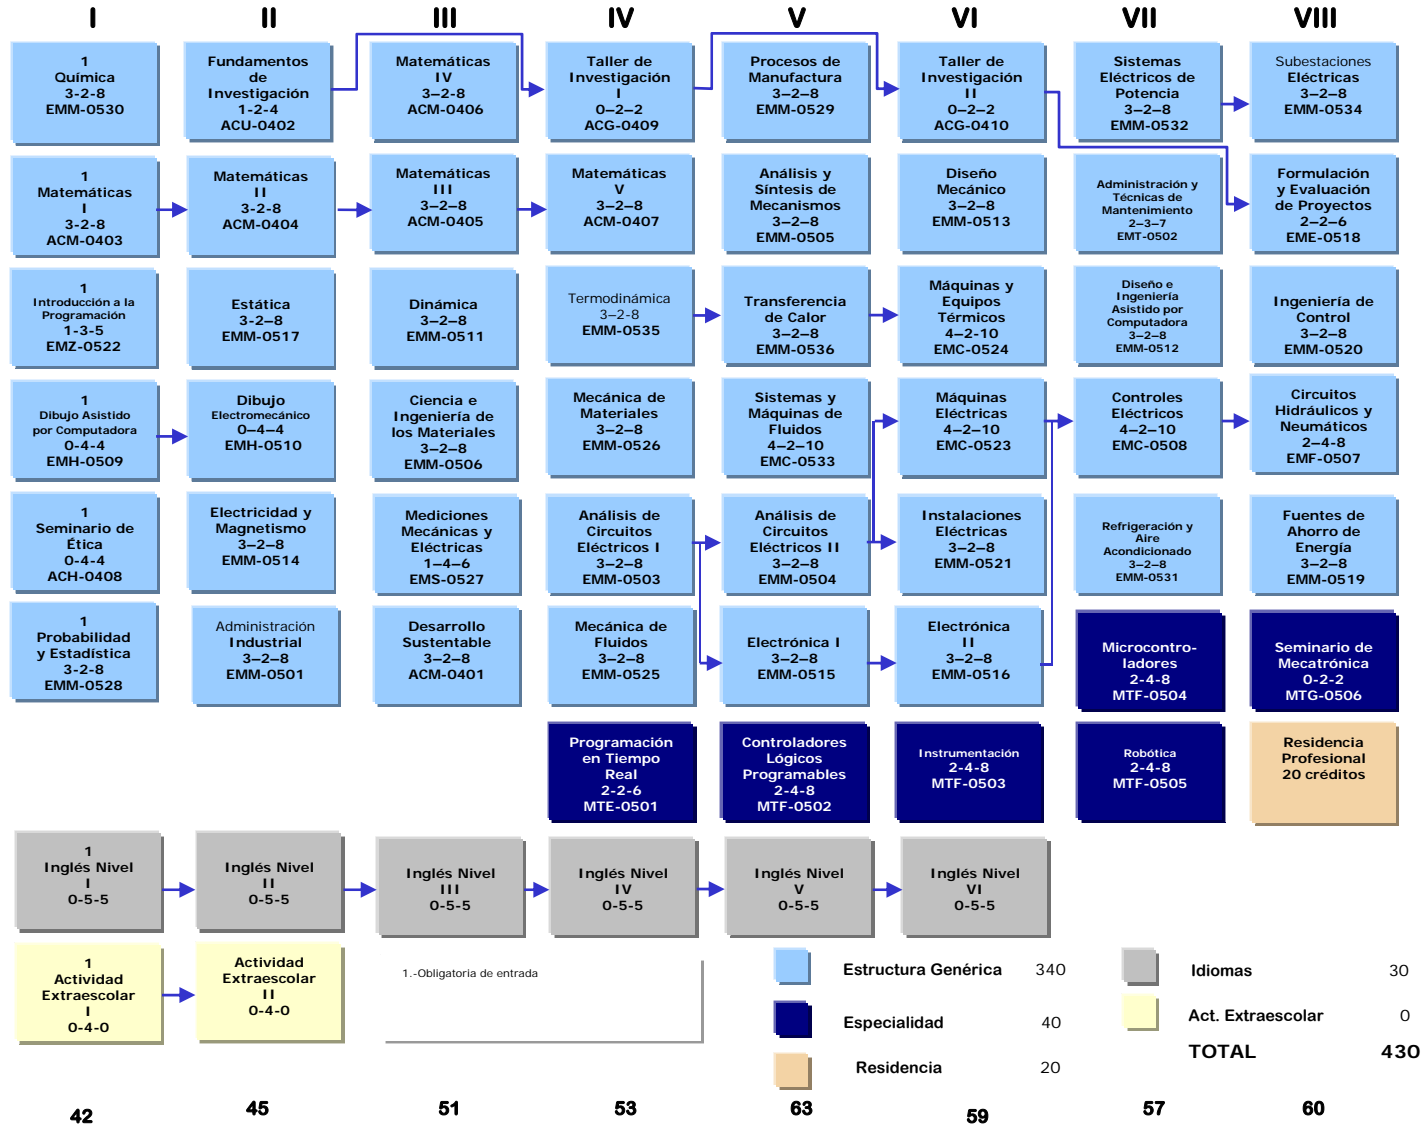 I
II
III
IV
V
VI
VII
VIII
1
Química
3-2-8
EMM-0530
Fundamentos
de
Investigación
1-2-4
ACU-0402
Matemáticas
IV
3–2–8
ACM-0406
Taller de
Investigación
I
0–2–2
ACG-0409
Procesos de
Manufactura
3–2–8
EMM-0529
Taller de
Investigación
II
0–2–2
ACG-0410
Sistemas
Eléctricos de
Potencia
3–2–8
EMM-0532
Subestaciones
Eléctricas
3–2–8
EMM-0534
1
Matemáticas
I
3-2-8
ACM-0403
Matemáticas
II
3-2-8
ACM-0404
Matemáticas
III
3–2–8
ACM-0405
Matemáticas
V
3–2–8
ACM-0407
Análisis y
Síntesis de
Mecanismos
3–2–8
EMM-0505
Diseño
Mecánico
3–2–8
EMM-0513
Administración y
Técnicas de
Mantenimiento
2–3–7
EMT-0502
Formulación
y Evaluación
de Proyectos
2–2–6
EME-0518
1
Introducción a la
Programación
1-3-5
EMZ-0522
Estática
3-2–8
EMM-0517
Dinámica
3–2–8
EMM-0511
Termodinámica
3–2-8
EMM-0535
Transferencia
de Calor
3–2–8
EMM-0536
Máquinas y
Equipos
Térmicos
4–2-10
EMC-0524
Diseño e
Ingeniería
Asistido por
Computadora
3–2–8
EMM-0512
Ingeniería de
Control
3–2–8
EMM-0520
1
Dibujo Asistido
por Computadora
0-4-4
EMH-0509
Dibujo
Electromecánico
0–4–4
EMH-0510
Ciencia e
Ingeniería de
los Materiales
3–2–8
EMM-0506
Mecánica de
Materiales
3–2–8
EMM-0526
Sistemas y
Máquinas de
Fluidos
4–2–10
EMC-0533
Máquinas
Eléctricas
4–2–10
EMC-0523
Controles
Eléctricos
4–2–10
EMC-0508
Circuitos
Hidráulicos y
Neumáticos
2–4-8
EMF-0507
1
Seminario de
Ética
0-4-4
ACH-0408
Electricidad y
Magnetismo
3–2–8
EMM-0514
Mediciones
Mecánicas y
Eléctricas
1–4–6
EMS-0527
Análisis de
Circuitos
Eléctricos I
3–2–8
EMM-0503
Análisis de
Circuitos
Eléctricos II
3–2–8
EMM-0504
Instalaciones
Eléctricas
3–2–8
EMM-0521
Refrigeración y
Aire
Acondicionado
3–2–8
EMM-0531
Fuentes de
Ahorro de
Energía
3–2–8
EMM-0519
1
Probabilidad
y Estadística
3-2-8
EMM-0528
Administración
Industrial
3–2–8
EMM-0501
Desarrollo
Sustentable
3–2–8
ACM-0401
Mecánica de
Fluidos
3–2–8
EMM-0525
Electrónica I
3–2–8
EMM-0515
Electrónica
II
3–2–8
EMM-0516
Microcontro-
ladores
2-4-8
MTF-0504
Seminario de
Mecatrónica
0-2-2
MTG-0506
Programación
en Tiempo
Real
2-2-6
MTE-0501
Controladores
Lógicos
Programables
2-4-8
MTF-0502
Instrumentación
2-4-8
MTF-0503
Robótica
2-4-8
MTF-0505
Residencia
Profesional
20 créditos
1
Inglés Nivel
I
0-5-5
Inglés Nivel
II
0-5-5
Inglés Nivel
III
0-5-5
Inglés Nivel
IV
0-5-5
Inglés Nivel
V
0-5-5
Inglés Nivel
VI
0-5-5
1
Actividad
Extraescolar
I
0-4-0
Actividad
Extraescolar
II
0-4-0
1.-Obligatoria de entrada
Estructura Genérica 340
Idiomas 30
Especialidad 40
Act. Extraescolar 0
Residencia 20
TOTAL 430
42
45
51
53
63
59
57
60